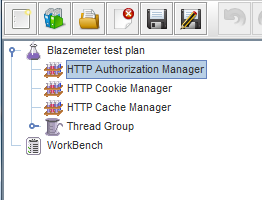 Blazemeter test plan
HTTP Authorization Manager
HTTP Cookie Manager
HTTP Cache Manager
Thread Group
WorkBench